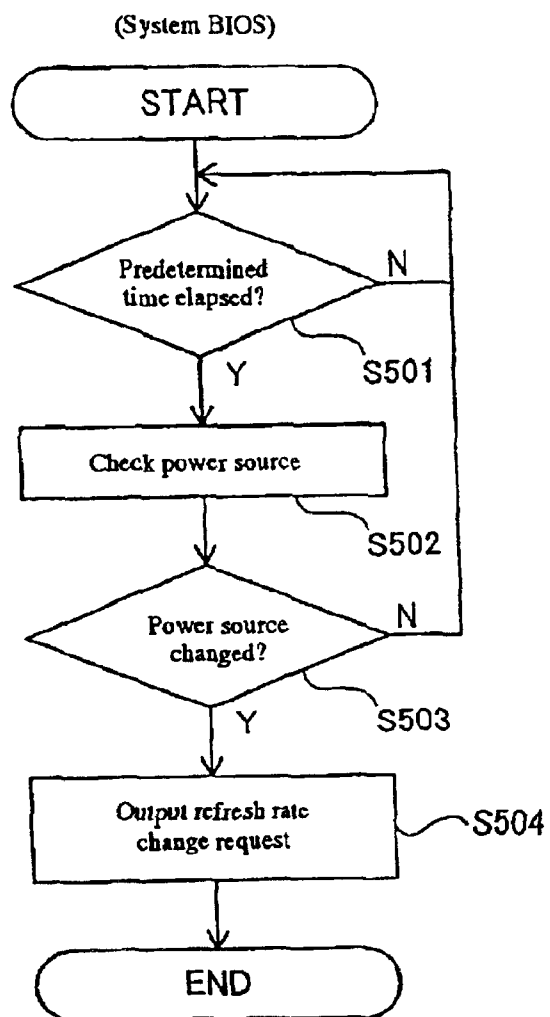 (System BIOS)
START
Predetermined
time elapsed?
N
S501
Y
Check power source
S502
Power source
changed?
N
S503
Y
Output refresh rate
change request
S504
END